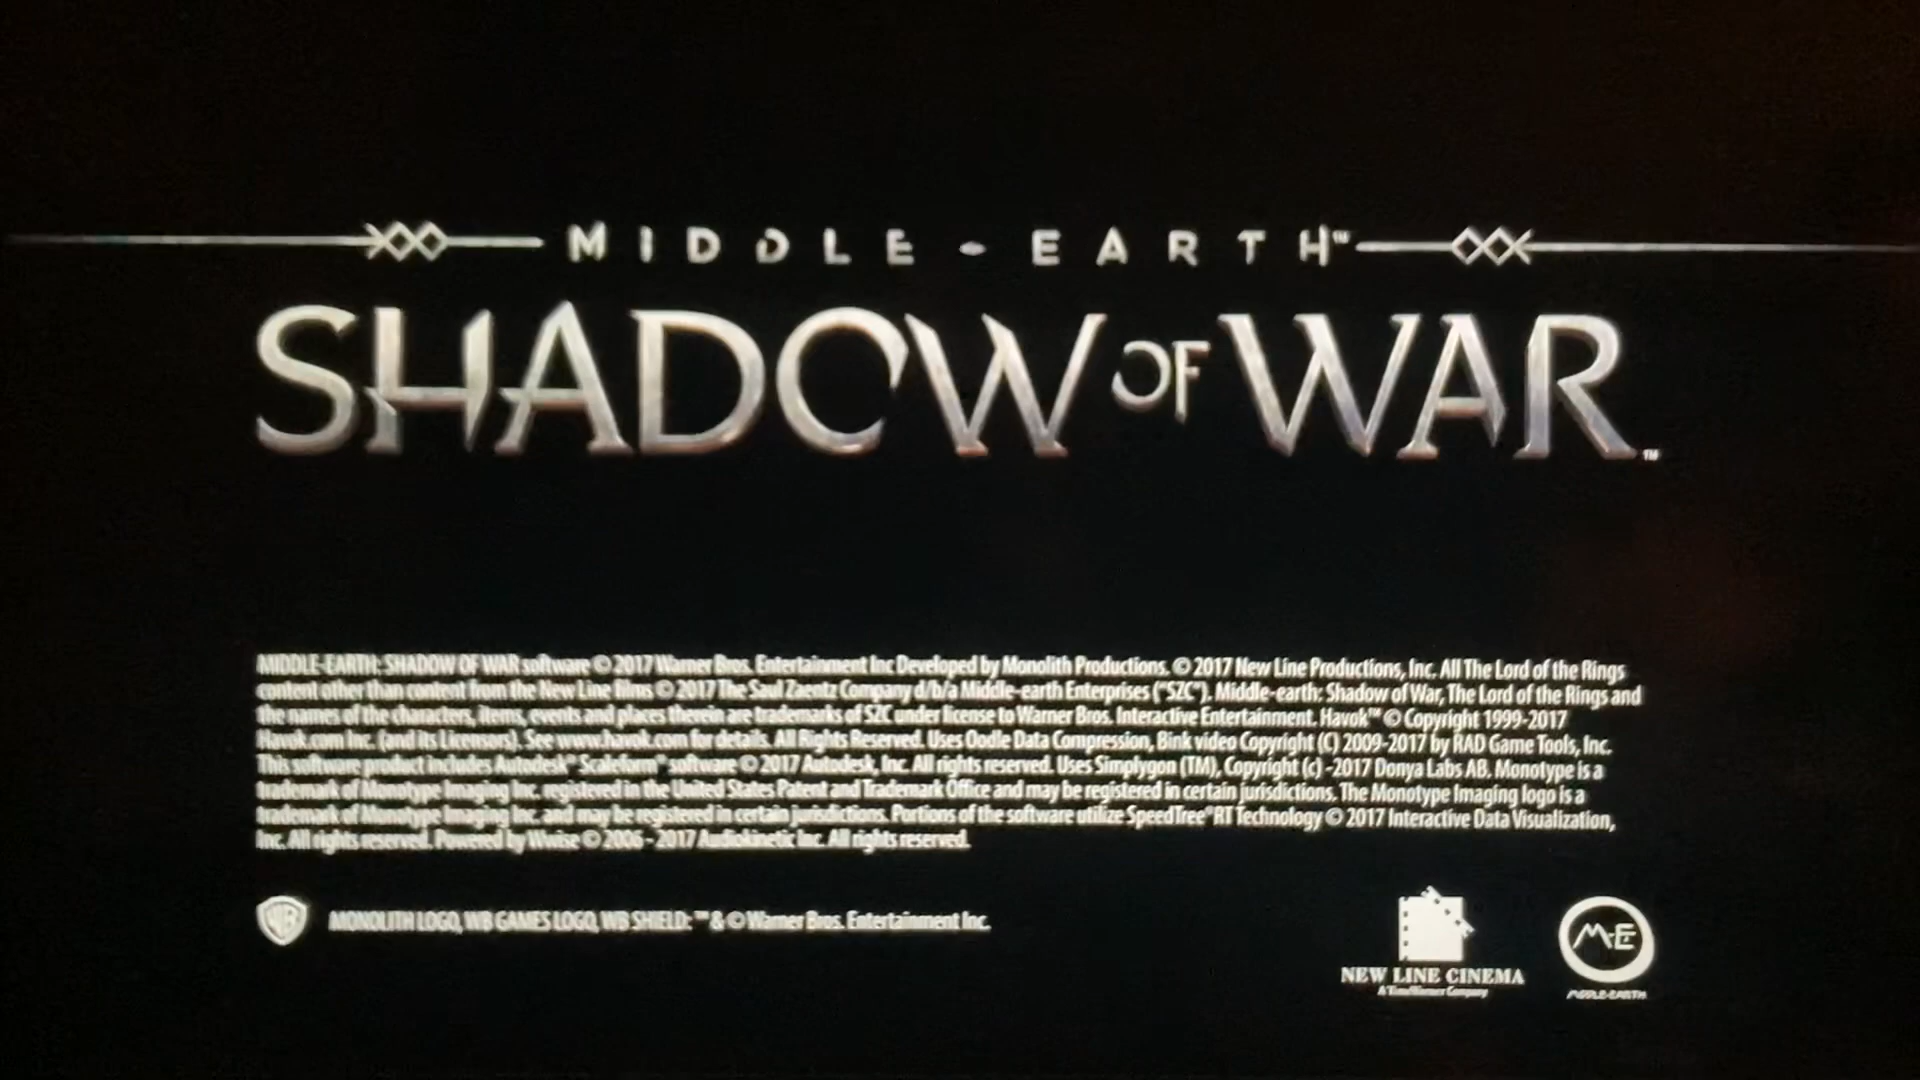 MIDDLE-EARTH™
SHADOW OF WAR™
MIDDLE-EARTH: SHADOW OF WAR software © 2017 Warner Bros. Entertainment Inc Developed by Monolith Productions. © 2017 New Line Productions, Inc. All The Lord of the Rings
content other than content from the New Line films © 2017 The Saul Zaentz Company d/b/a Middle-earth Enterprises ("SZC"). Middle-earth: Shadow of War, The Lord of the Rings and
the names of the characters, items, events and places therein are trademarks of SZC under license to Warner Bros. Interactive Entertainment. Havok™ © Copyright 1999-2017
Havok.com Inc. (and its Licensors). See www.havok.com for details. All Rights Reserved. Uses Oodle Data Compression, Bink video Copyright (C) 2009-2017 by RAD Game Tools, Inc.
This software product includes Autodesk® Scaleform® software © 2017 Autodesk, Inc. All rights reserved. Uses Simplygon (TM), Copyright (c) -2017 Donya Labs AB. Monotype is a
trademark of Monotype Imaging Inc. registered in the United States Patent and Trademark Office and may be registered in certain jurisdictions. The Monotype Imaging logo is a
trademark of Monotype Imaging Inc. and may be registered in certain jurisdictions. Portions of the software utilize SpeedTree® RT Technology © 2017 Interactive Data Visualization,
Inc. All rights reserved. Powered by Wwise © 2006 - 2017 Audiokinetic Inc. All rights reserved.
WB
MONOLITH LOGO, WB GAMES LOGO, WB SHIELD: ™ & © Warner Bros. Entertainment Inc.
NEW LINE CINEMA
A TimeWarner Company
M-E
MIDDLE-EARTH